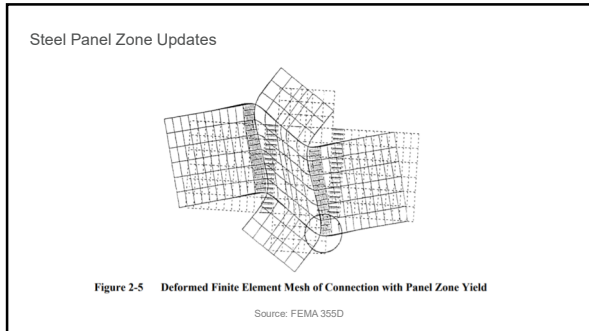 Steel Panel Zone Updates
Figure 2-5 Deformed Finite Element Mesh of Connection with Panel Zone Yield
Source: FEMA 355D